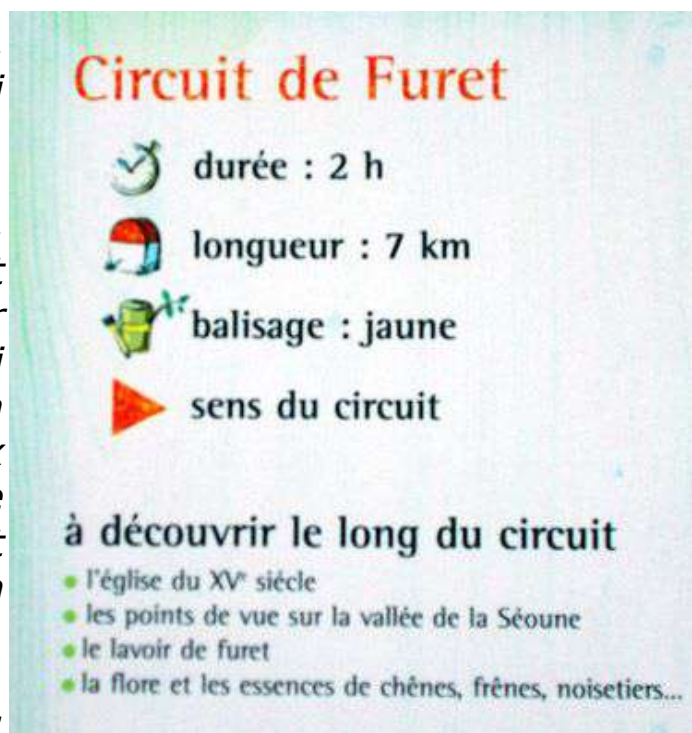 Circuit de Furet
durée : 2 h
longueur : 7 km
balisage : jaune
sens du circuit
à découvrir le long du circuit
• l'église du XVe siécle
• les points de vue sur la vallée de la Séoune
• le lavoir de furet
• la flore et les essences de chênes, frênes, noisetiers...